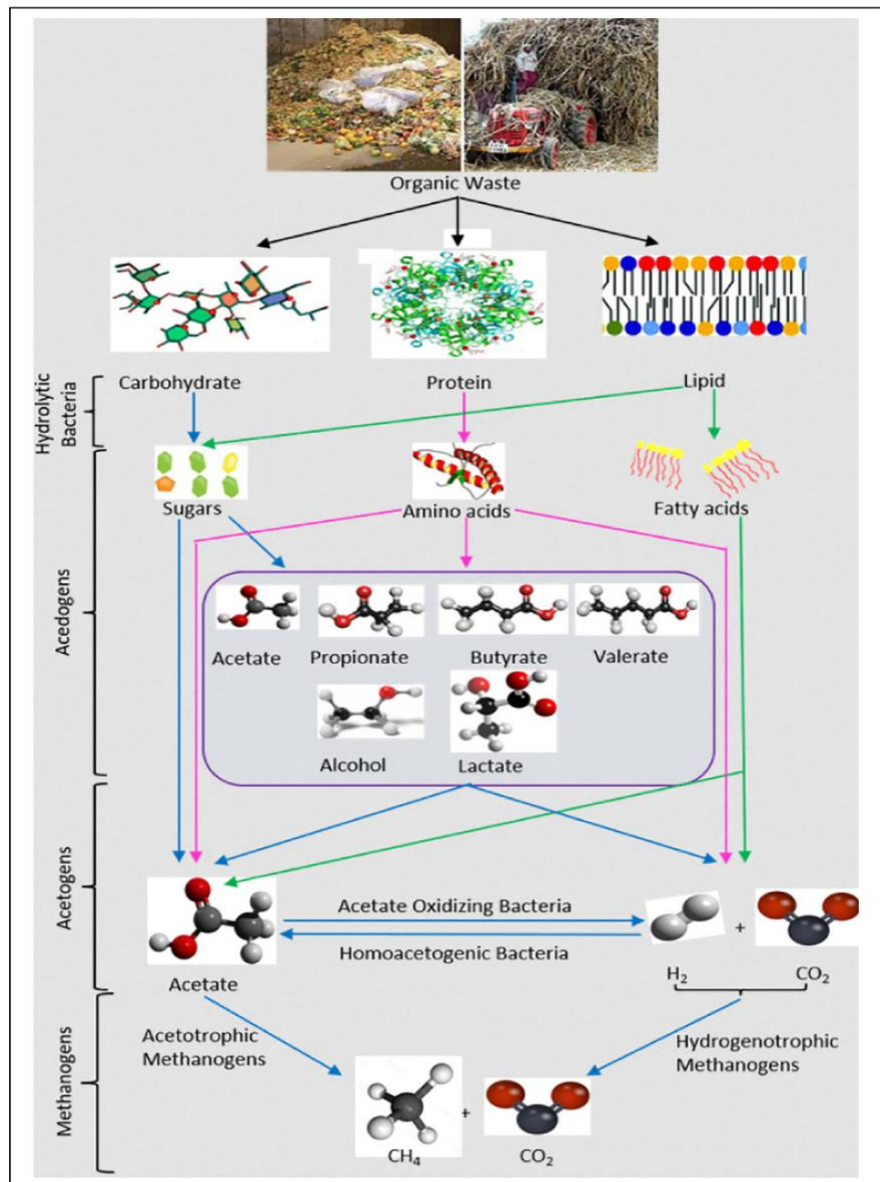 Organic Waste
Carbohydrate
Protein
Lipid
Hydrolytic
Bacteria
Sugars
Amino acids
Fatty acids
Acedogens
Acetate
Propionate
Butyrate
Valerate
Alcohol
Lactate
Acetogens
Acetate Oxidizing Bacteria
Homoacetogenic Bacteria
+
Acetate
H₂
CO₂
Methanogens
Acetotrophic
Methanogens
Hydrogenotrophic
Methanogens
+
CH₄
CO₂